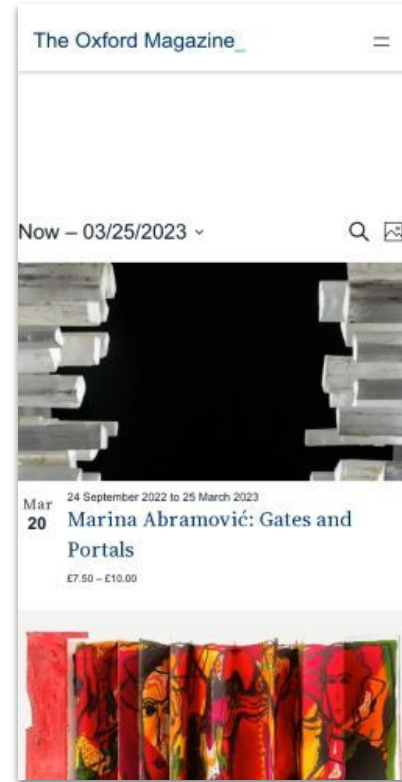 The Oxford Magazine_
Now – 03/25/2023
Mar
20
24 September 2022 to 25 March 2023
Marina Abramović: Gates and
Portals
£7.50 – £10.00